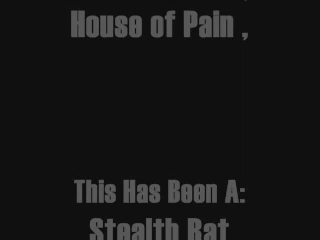 House of Pain ,
This Has Been A:
Stealth Rat